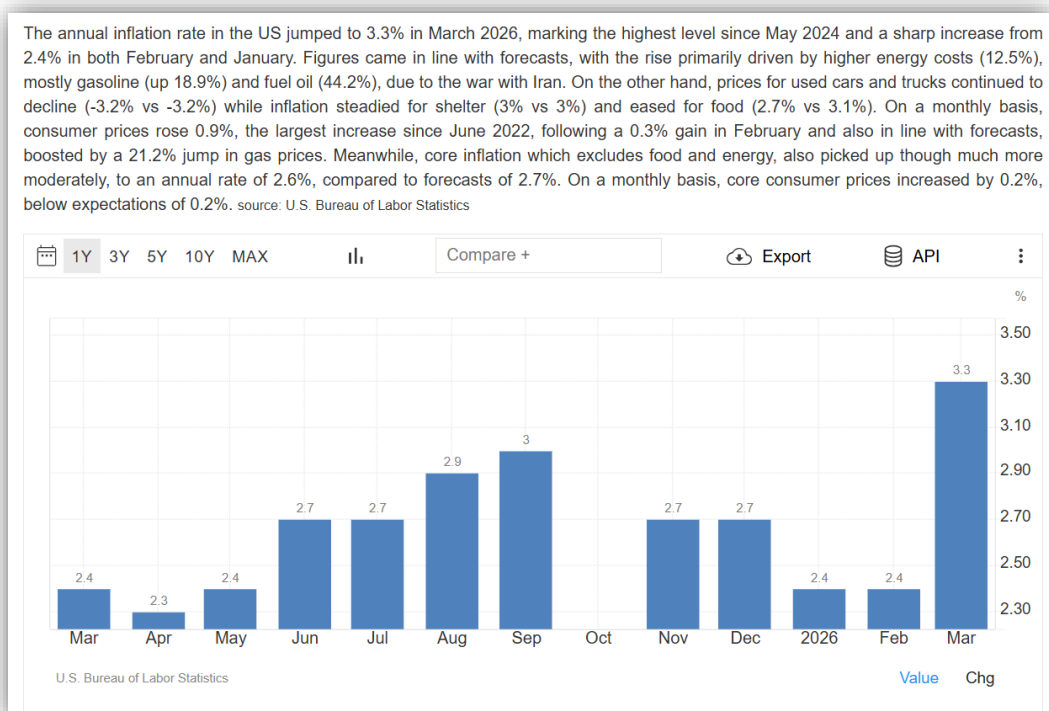 The annual inflation rate in the US jumped to 3.3% in March 2026, marking the highest level since May 2024 and a sharp increase from
2.4% in both February and January. Figures came in line with forecasts, with the rise primarily driven by higher energy costs (12.5%),
mostly gasoline (up 18.9%) and fuel oil (44.2%), due to the war with Iran. On the other hand, prices for used cars and trucks continued to
decline (-3.2% vs -3.2%) while inflation steadied for shelter (3% vs 3%) and eased for food (2.7% vs 3.1%). On a monthly basis,
consumer prices rose 0.9%, the largest increase since June 2022, following a 0.3% gain in February and also in line with forecasts,
boosted by a 21.2% jump in gas prices. Meanwhile, core inflation which excludes food and energy, also picked up though much more
moderately, to an annual rate of 2.6%, compared to forecasts of 2.7%. On a monthly basis, core consumer prices increased by 0.2%,
below expectations of 0.2%. source: U.S. Bureau of Labor Statistics
1Y 3Y 5Y 10Y MAX Compare + Export API
%
3.50
3.3
3.30
3.10
3
2.9
2.90
2.7 2.7 2.7 2.7
2.70
2.50
2.4 2.4 2.4 2.4
2.3
2.30
Mar Apr May Jun Jul Aug Sep Oct Nov Dec 2026 Feb Mar
U.S. Bureau of Labor Statistics Value Chg